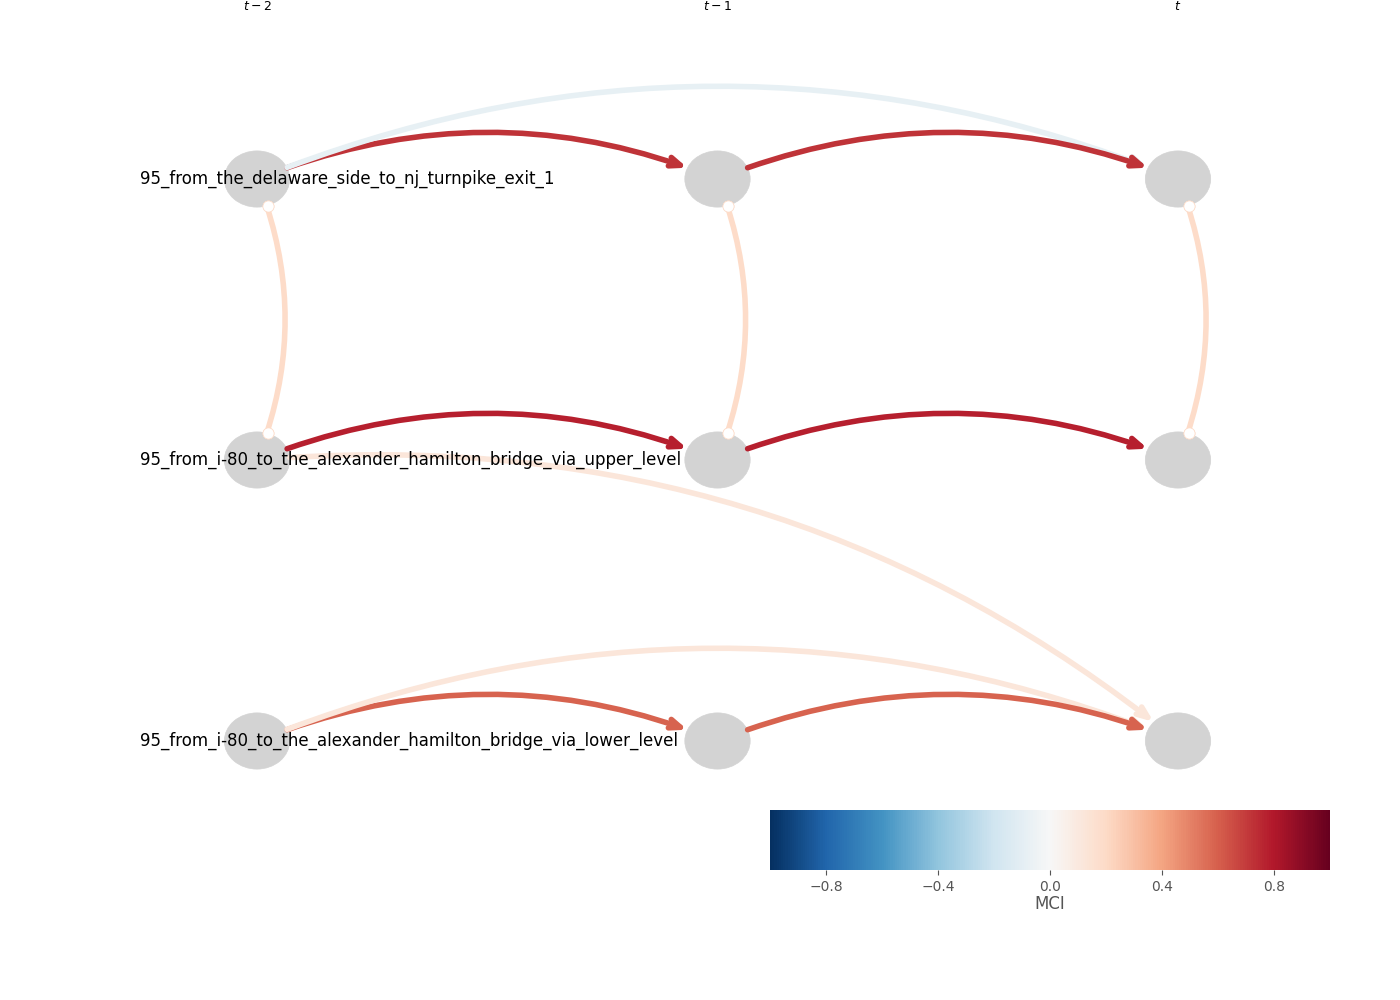 t − 2 t − 1 t
95_from_the_delaware_side_to_nj_turnpike_exit_1
95_from_i-80_to_the_alexander_hamilton_bridge_via_upper_level
95_from_i-80_to_the_alexander_hamilton_bridge_via_lower_level
−0.8 −0.4 0.0 0.4 0.8
MCI